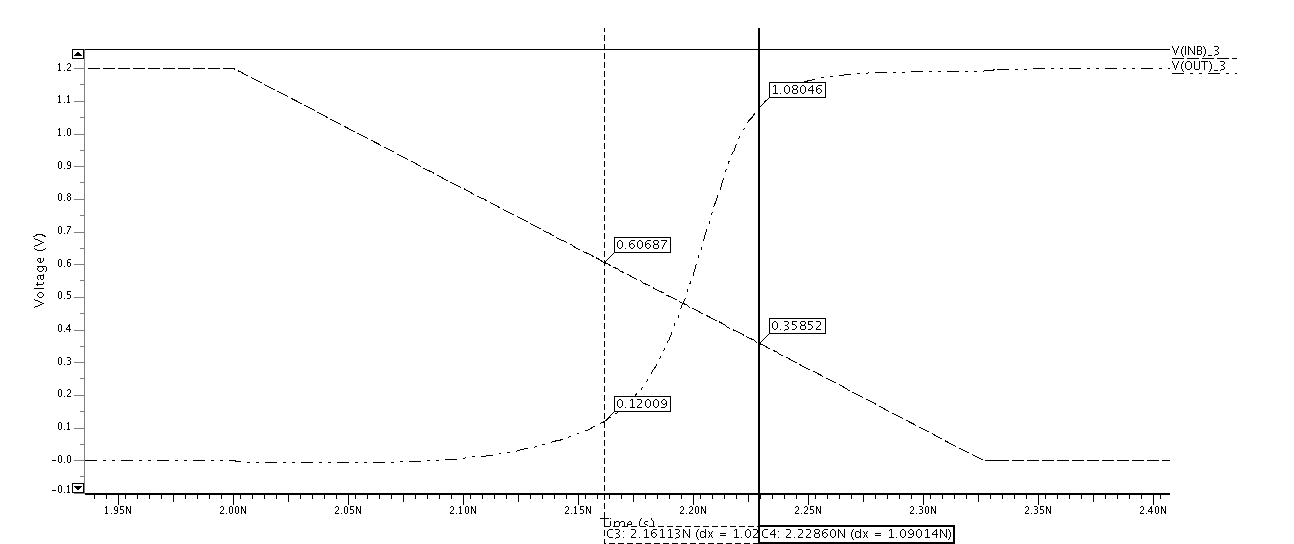 V(INB)_3
V(OUT)_3
1.2
1.1
1.0
0.9
0.8
0.7
0.6
0.5
0.4
0.3
0.2
0.1
-0.0
-0.1
Voltage (V)
1.08046
0.60687
0.35852
0.12009
1.95N 2.00N 2.05N 2.10N 2.15N 2.20N 2.25N 2.30N 2.35N 2.40N
Time (s)
C3: 2.16113N (dx = 1.02
C4: 2.22860N (dx = 1.09014N)